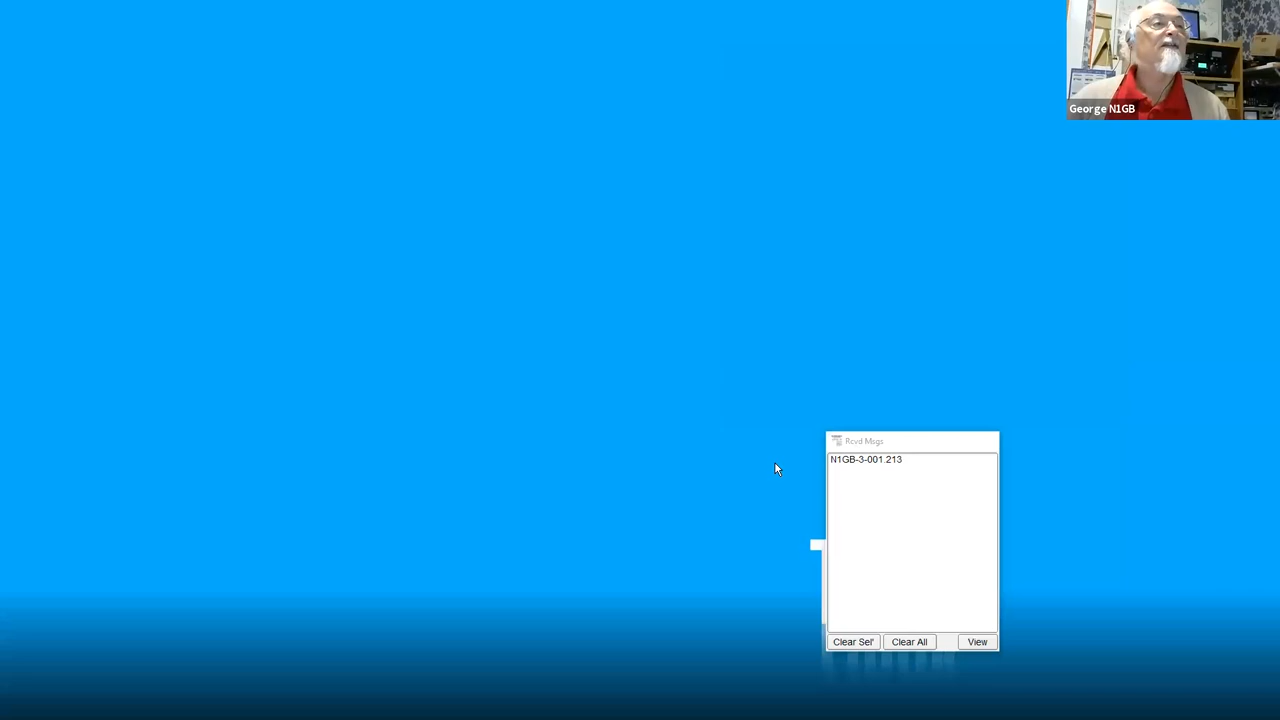 George N1GB
Rcvd Msgs
N1GB-3-001.213
Clear Sel'
Clear All
View